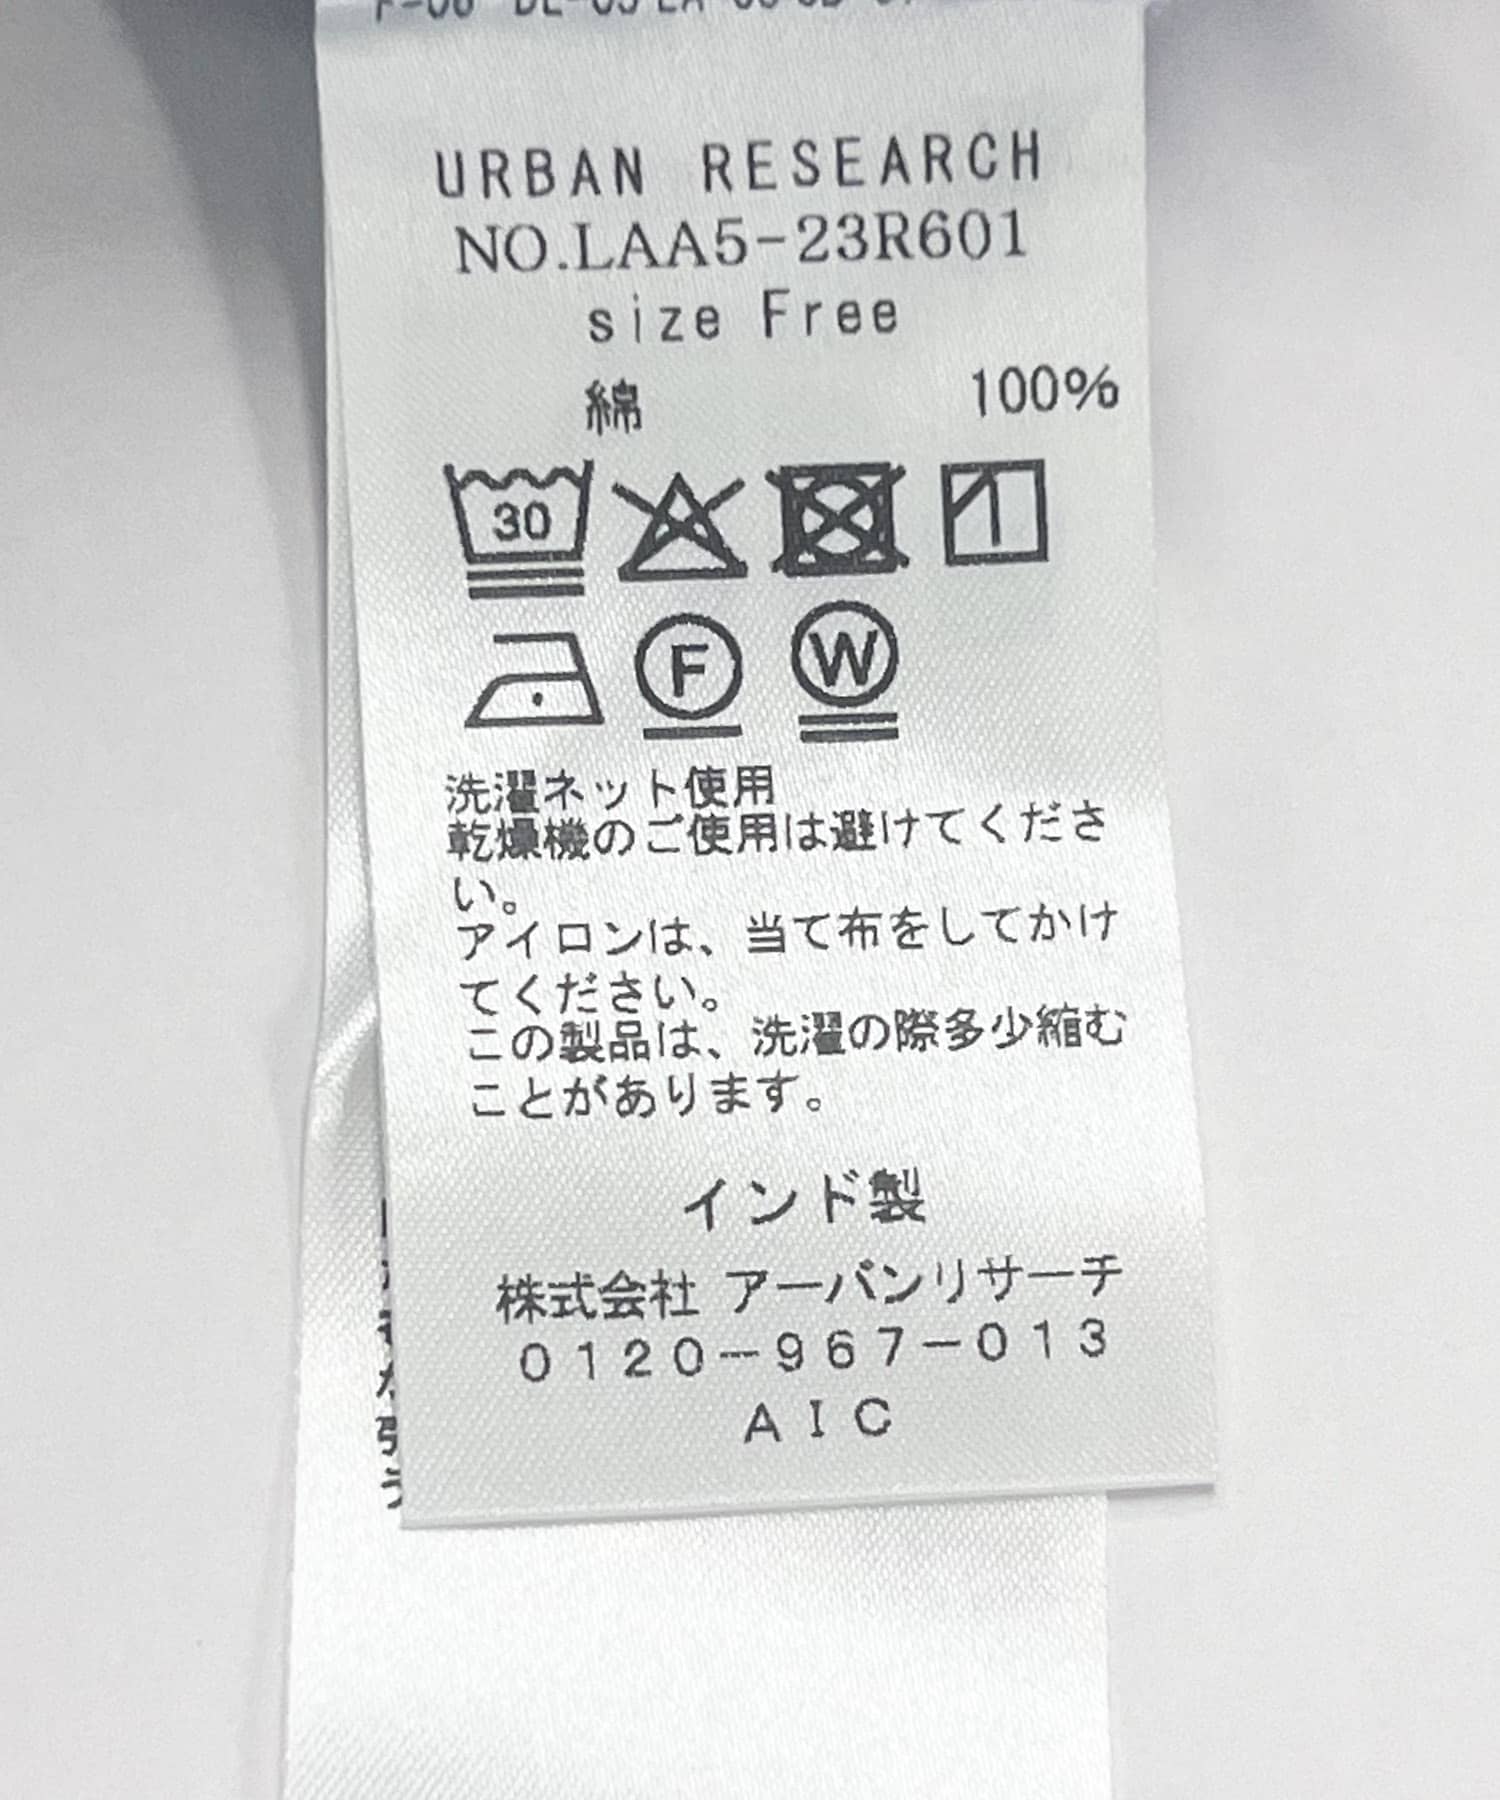 URBAN RESEARCH
NO.LAA5-23R601
size Free
綿 100%
30
F W
洗濯ネット使用
乾燥機のご使用は避けてくださ
い。
アイロンは、当て布をしてかけ
てください。
この製品は、洗濯の際多少縮む
ことがあります。
インド製
株式会社 アーバンリサーチ
0120-967-013
AIC